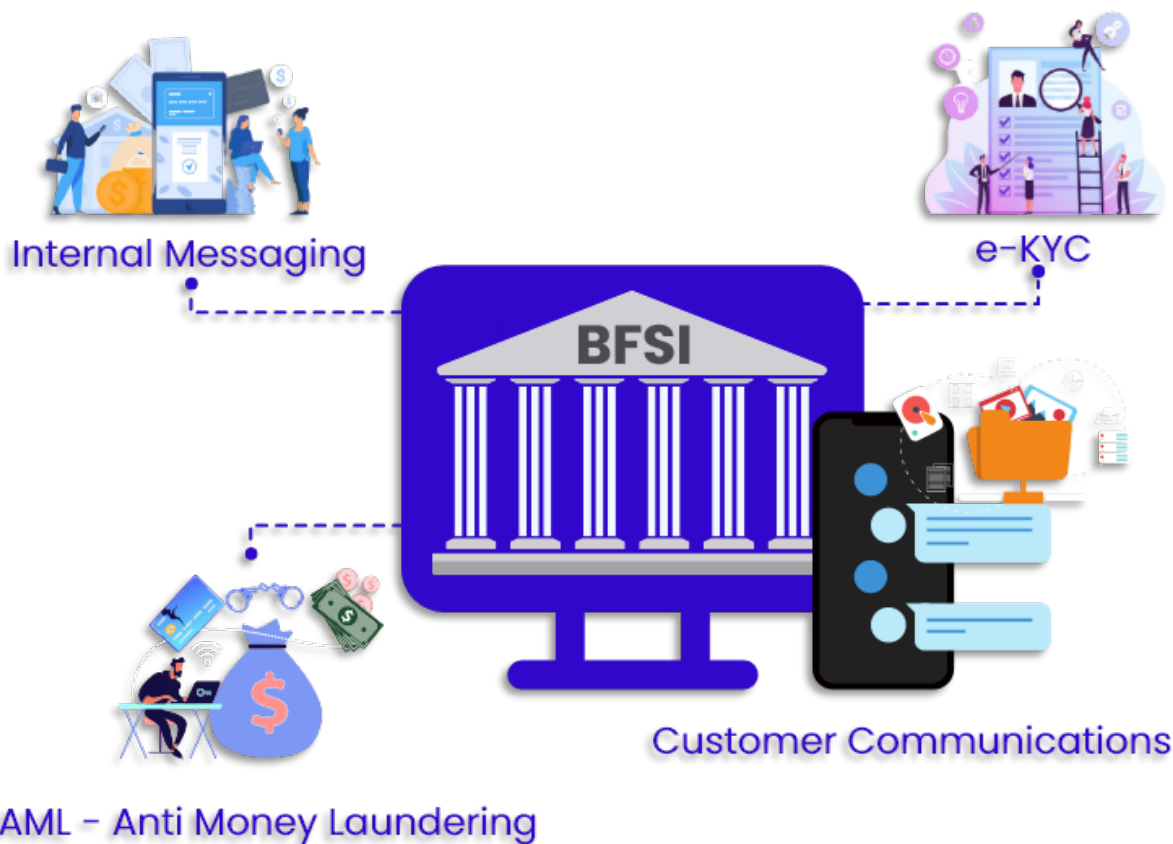 Internal Messaging
e-KYC
BFSI
Customer Communications
AML - Anti Money Laundering